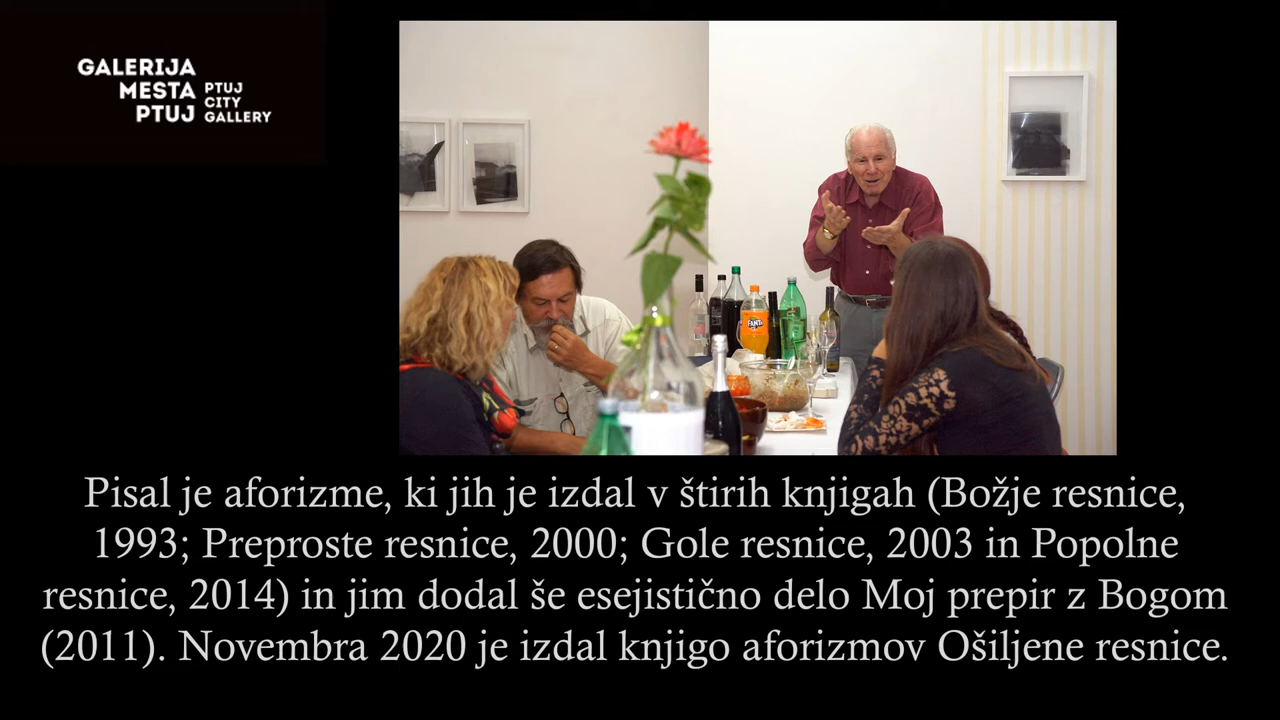 GALERIJA
MESTA
PTUJ
PTUJ
CITY
GALLERY
FANTA
Pisal je aforizme, ki jih je izdal v štirih knjigah (Božje resnice,
1993; Preproste resnice, 2000; Gole resnice, 2003 in Popolne
resnice, 2014) in jim dodal še esejistično delo Moj prepir z Bogom
(2011). Novembra 2020 je izdal knjigo aforizmov Ošiljene resnice.